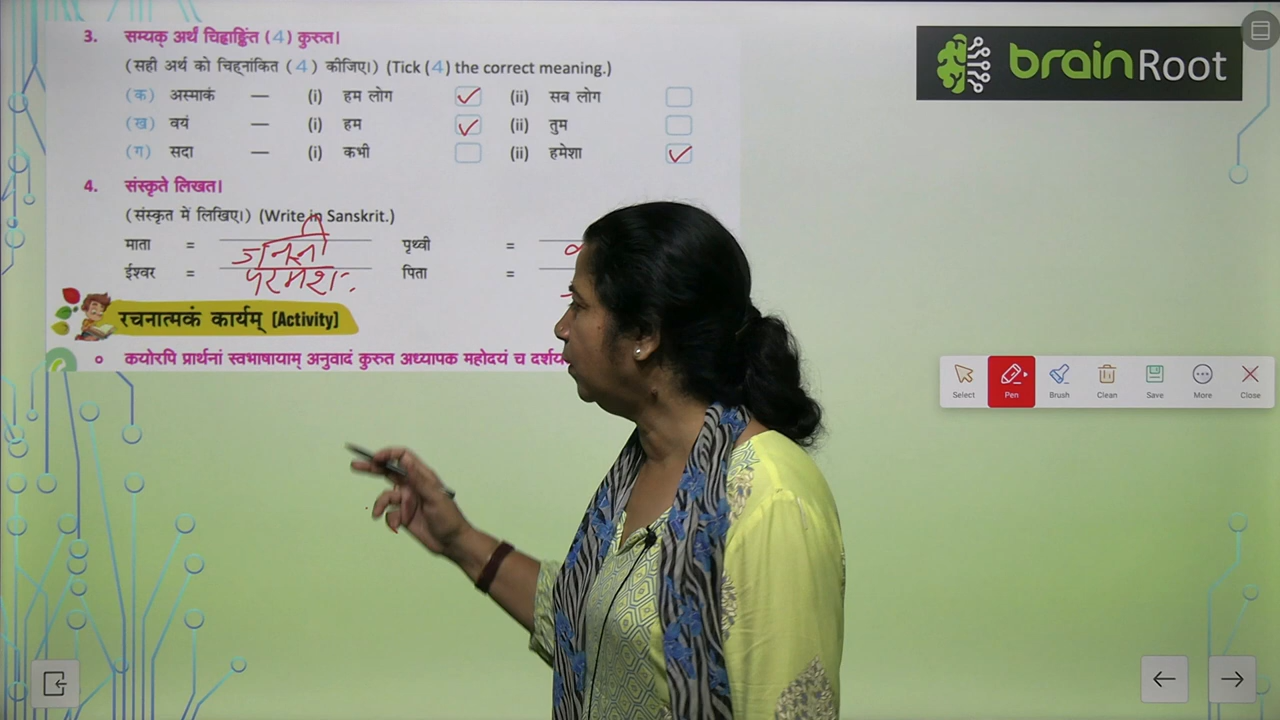 brainRoot
3. सम्यक् अर्थं चिह्नाङ्कितं (4) कुरुत।
(सही अर्थ को चिह्नांकित (4) कीजिए।) (Tick (4) the correct meaning.)
(क) अस्माकं — (i) हम लोग ✓ (ii) सब लोग
(ख) वयं — (i) हम ✓ (ii) तुम
(ग) सदा — (i) कभी (ii) हमेशा ✓
4. संस्कृते लिखत।
(संस्कृत में लिखिए।) (Write in Sanskrit.)
माता = जननी पृथ्वी =
ईश्वर = परमेशः पिता =
रचनात्मकं कार्यम् (Activity)
कयोरपि प्रार्थनां स्वभाषायाम् अनुवादं कुरुत अध्यापक महोदयं च
Select Pen Brush Clean Save More Close